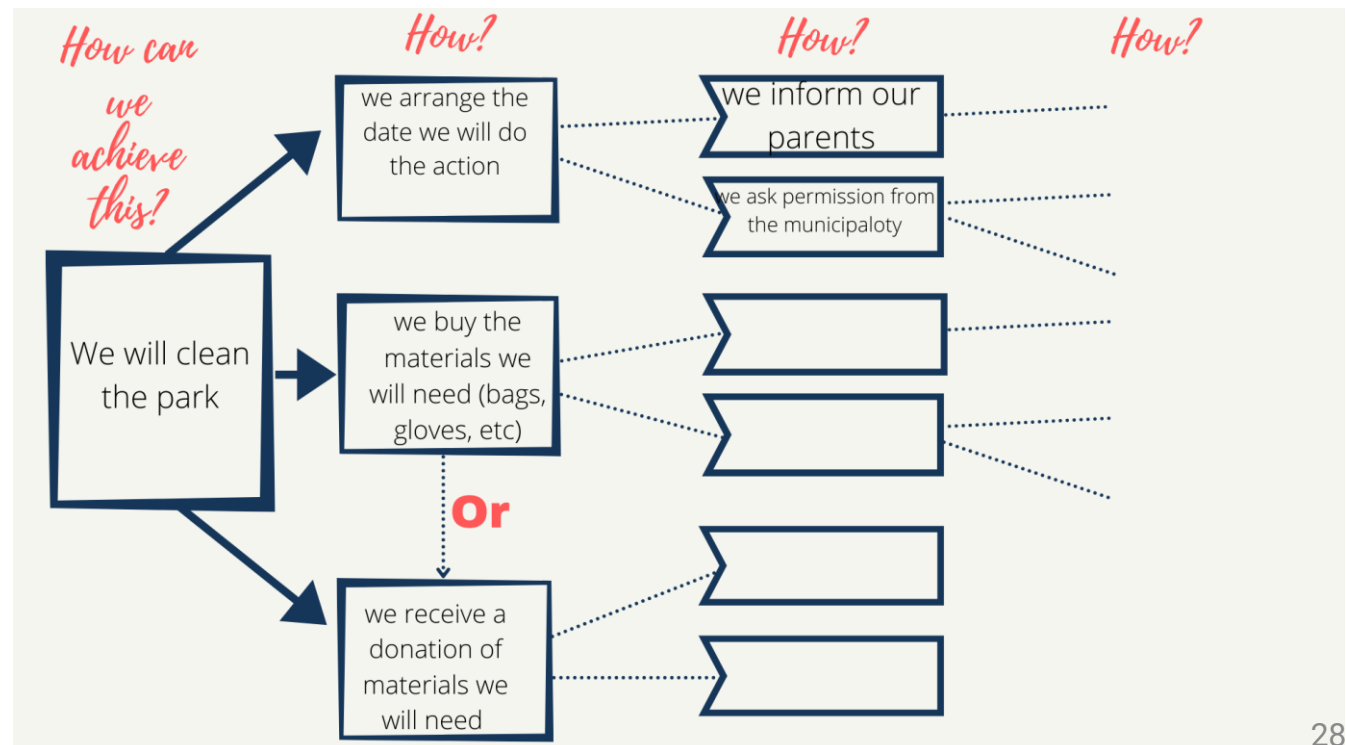 How can
we
achieve
this?
How?
How?
How?
We will clean
the park
we arrange the
date we will do
the action
we inform our
parents
we ask permission from
the municipaloty
we buy the
materials we
will need (bags,
gloves, etc)
Or
we receive a
donation of
materials we
will need
28